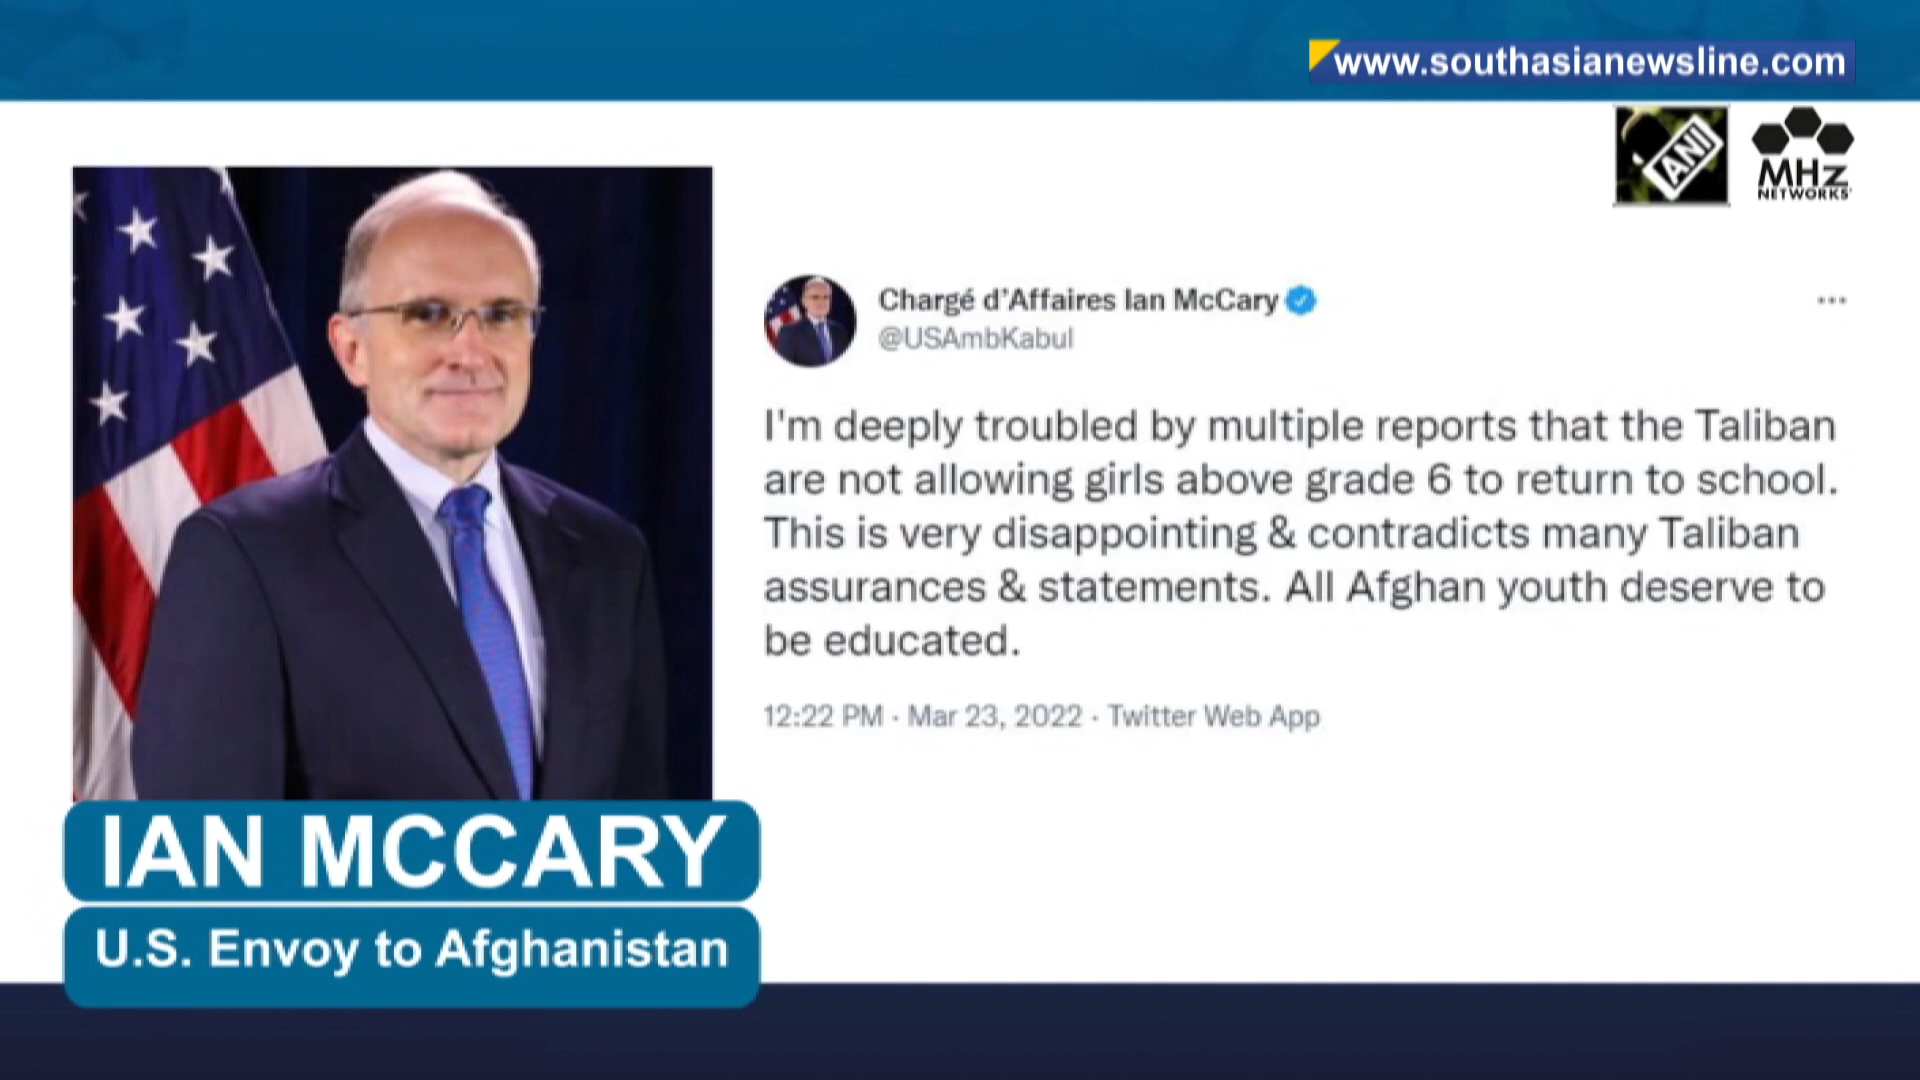 www.southasianewsline.com
ANI
MHz
NETWORKS
Chargé d'Affaires Ian McCary
@USAmbKabul
I'm deeply troubled by multiple reports that the Taliban
are not allowing girls above grade 6 to return to school.
This is very disappointing & contradicts many Taliban
assurances & statements. All Afghan youth deserve to
be educated.
12:22 PM · Mar 23, 2022 · Twitter Web App
IAN MCCARY
U.S. Envoy to Afghanistan